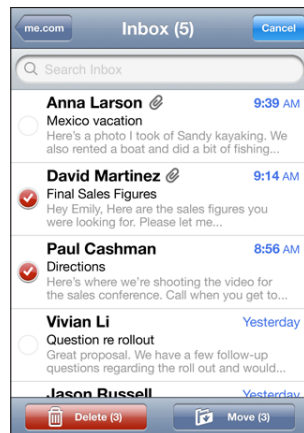 me.com Inbox (5) Cancel
Search Inbox
Anna Larson 9:39 AM
Mexico vacation
Here's a photo I took of Sandy kayaking. We
also rented a boat and did a bit of fishing...
David Martinez 9:14 AM
Final Sales Figures
Hey Emily, Here are the sales figures you
were looking for. Please let me...
Paul Cashman 8:56 AM
Directions
Here's where we're shooting the video for
the sales conference. Call when you get to...
Vivian Li Yesterday
Question re rollout
Great proposal. We have a few follow-up
questions regarding the roll out and would...
Jason Russell Yesterday
Delete (3) Move (3)